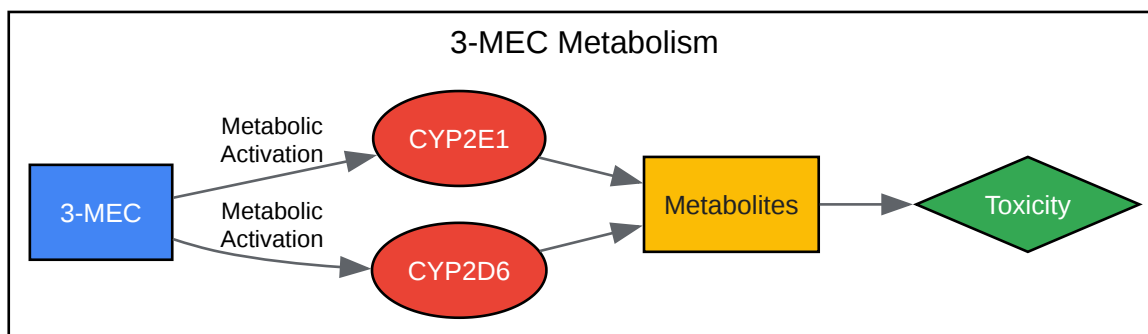 3-MEC Metabolism
Metabolic
Activation
CYP2E1
3-MEC
Metabolic
Activation
CYP2D6
Metabolites
Toxicity